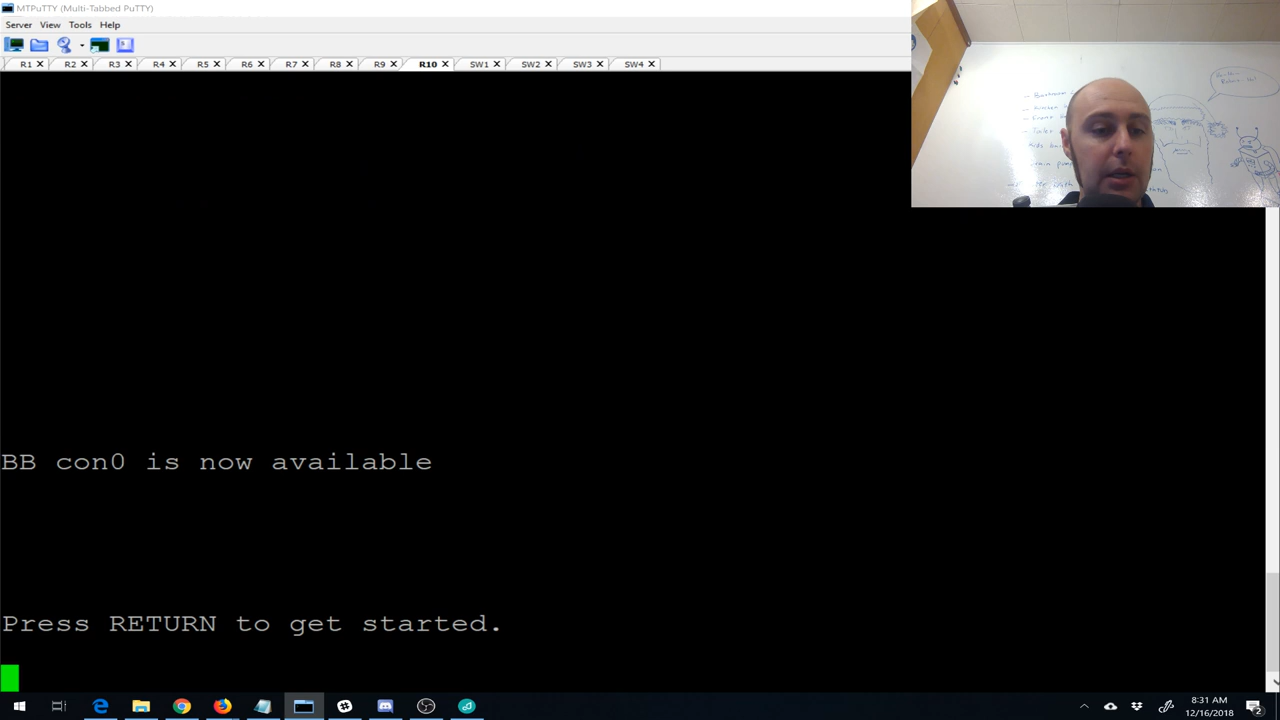 MTPuTTY (Multi-Tabbed PuTTY)
Server View Tools Help
R1 R2 R3 R4 R5 R6 R7 R8 R9 R10 SW1 SW2 SW3 SW4
BB con0 is now available
Press RETURN to get started.
8:31 AM
12/16/2018
2